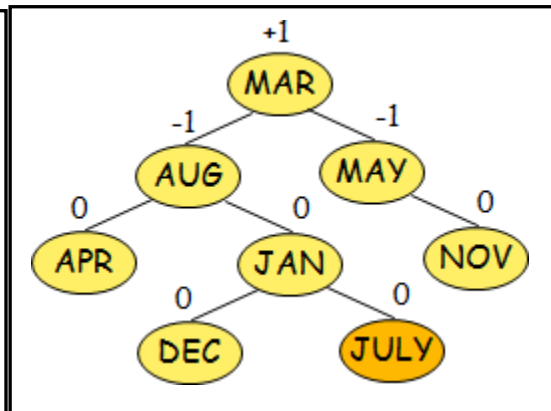 +1
MAR
-1 -1
AUG MAY
0 0 0
APR JAN NOV
0 0
DEC JULY